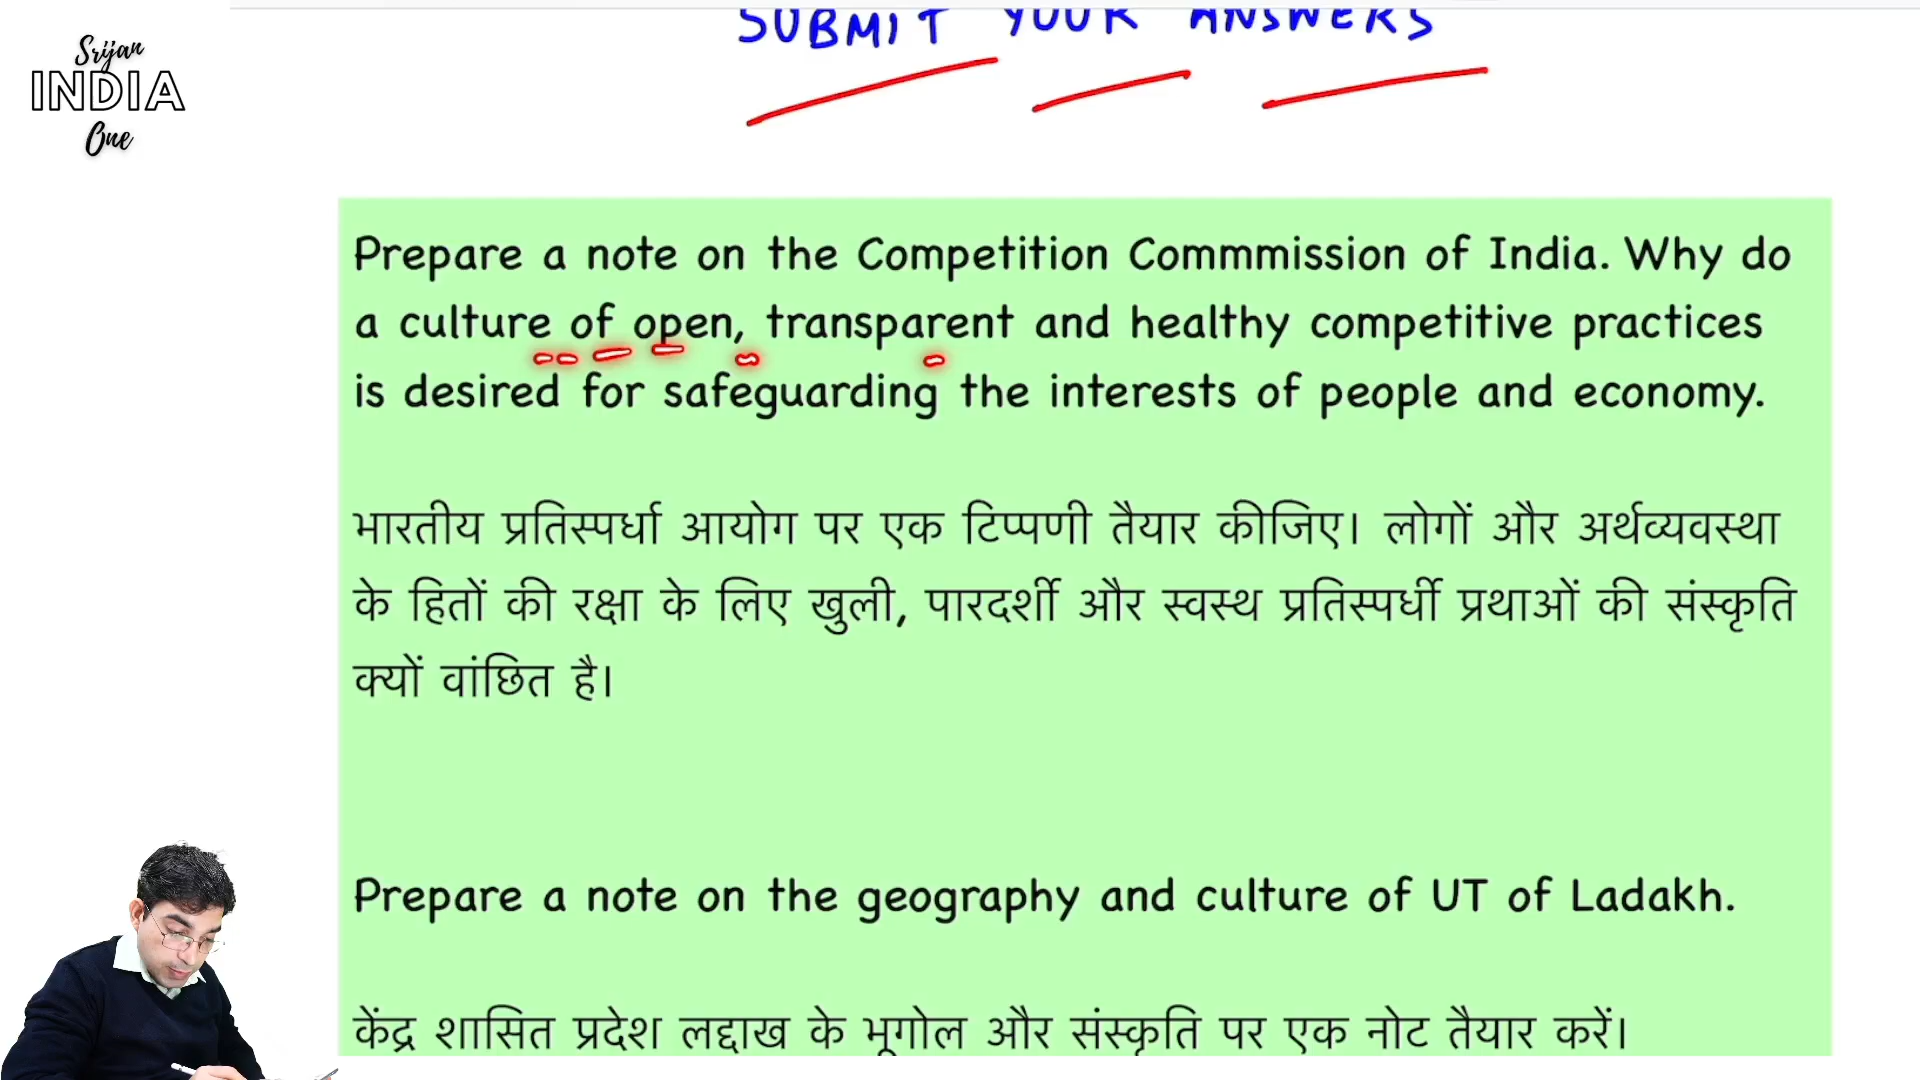 Srijan
INDIA
One
SUBMIT YOUR ANSWERS
Prepare a note on the Competition Commmission of India. Why do
a culture of open, transparent and healthy competitive practices
is desired for safeguarding the interests of people and economy.
भारतीय प्रतिस्पर्धा आयोग पर एक टिप्पणी तैयार कीजिए। लोगों और अर्थव्यवस्था
के हितों की रक्षा के लिए खुली, पारदर्शी और स्वस्थ प्रतिस्पर्धी प्रथाओं की संस्कृति
क्यों वांछित है।
Prepare a note on the geography and culture of UT of Ladakh.
केंद्र शासित प्रदेश लद्दाख के भूगोल और संस्कृति पर एक नोट तैयार करें।